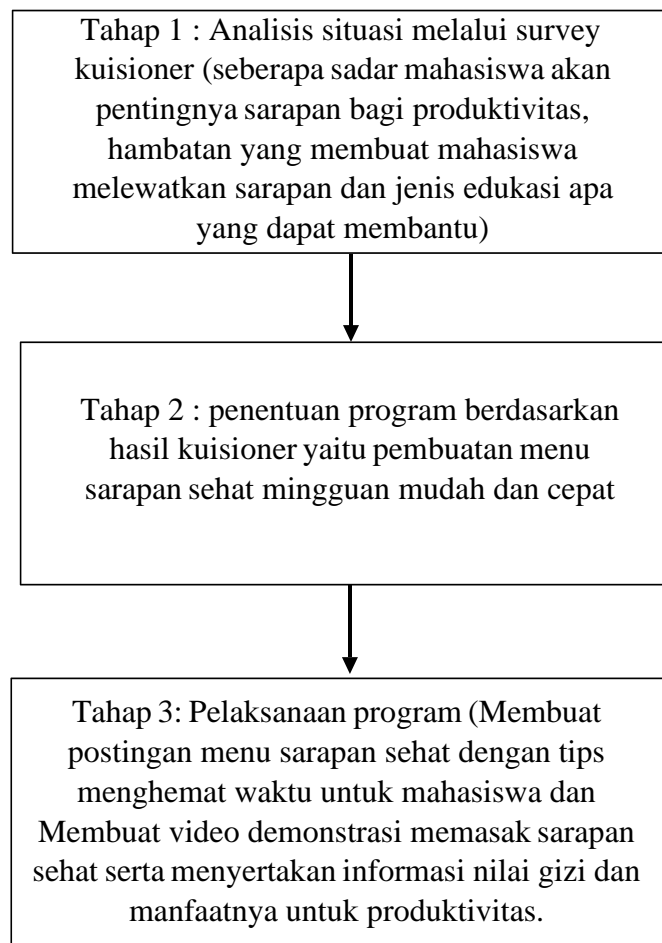 Tahap 1 : Analisis situasi melalui survey
kuisioner (seberapa sadar mahasiswa akan
pentingnya sarapan bagi produktivitas,
hambatan yang membuat mahasiswa
melewatkan sarapan dan jenis edukasi apa
yang dapat membantu)
Tahap 2 : penentuan program berdasarkan
hasil kuisioner yaitu pembuatan menu
sarapan sehat mingguan mudah dan cepat
Tahap 3: Pelaksanaan program (Membuat
postingan menu sarapan sehat dengan tips
menghemat waktu untuk mahasiswa dan
Membuat video demonstrasi memasak sarapan
sehat serta menyertakan informasi nilai gizi dan
manfaatnya untuk produktivitas.